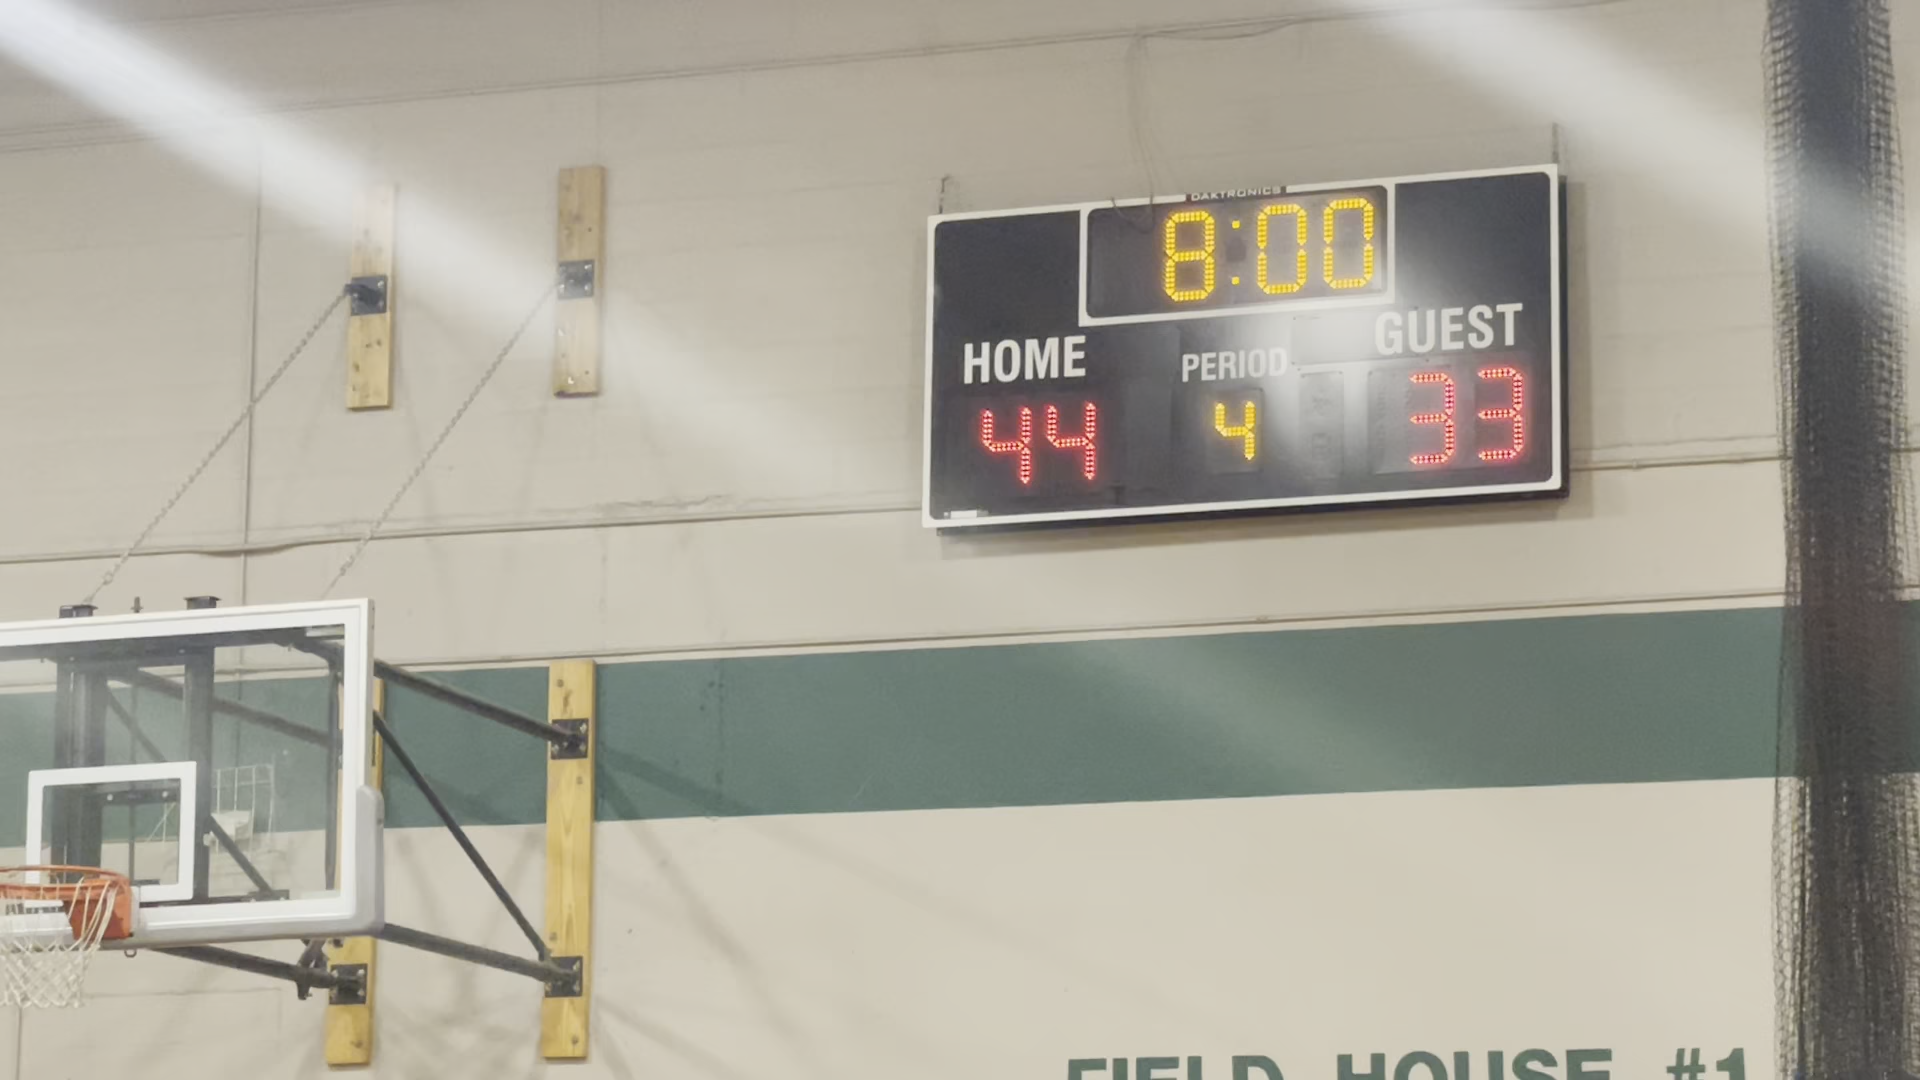 DAKTRONICS
8:00
HOME
PERIOD
GUEST
44
4
33
FIELD HOUSE #1